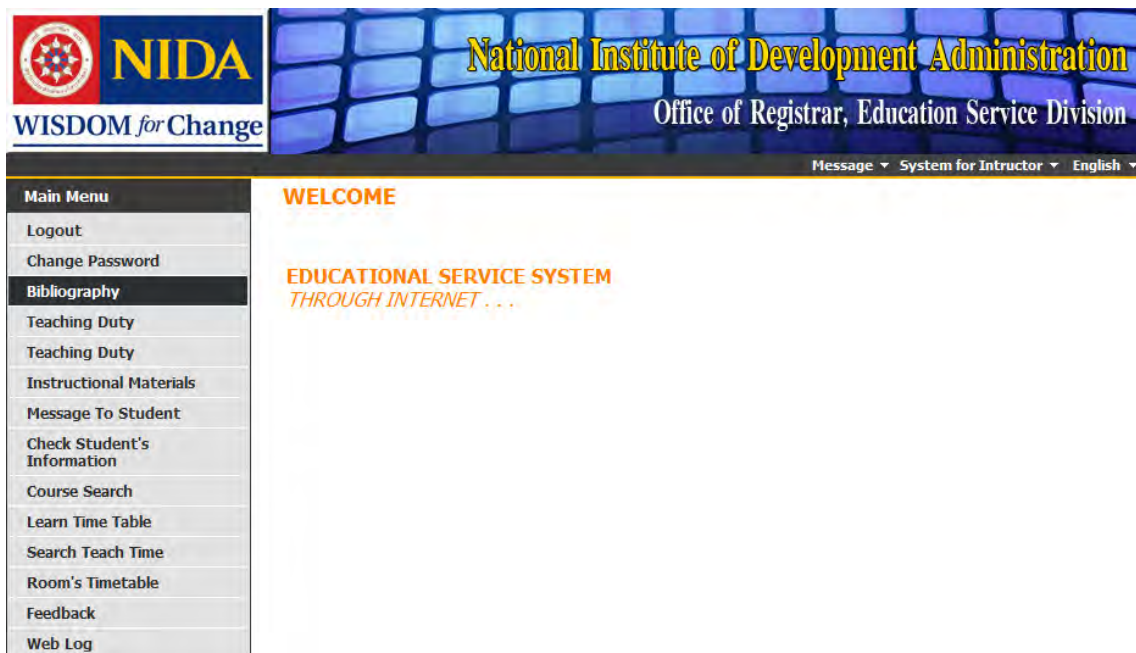 NIDA
WISDOM for Change
National Institute of Development Administration
Office of Registrar, Education Service Division
Message System for Intructor English
Main Menu
Logout
Change Password
Bibliography
Teaching Duty
Teaching Duty
Instructional Materials
Message To Student
Check Student's
Information
Course Search
Learn Time Table
Search Teach Time
Room's Timetable
Feedback
Web Log
WELCOME
EDUCATIONAL SERVICE SYSTEM
THROUGH INTERNET . . .